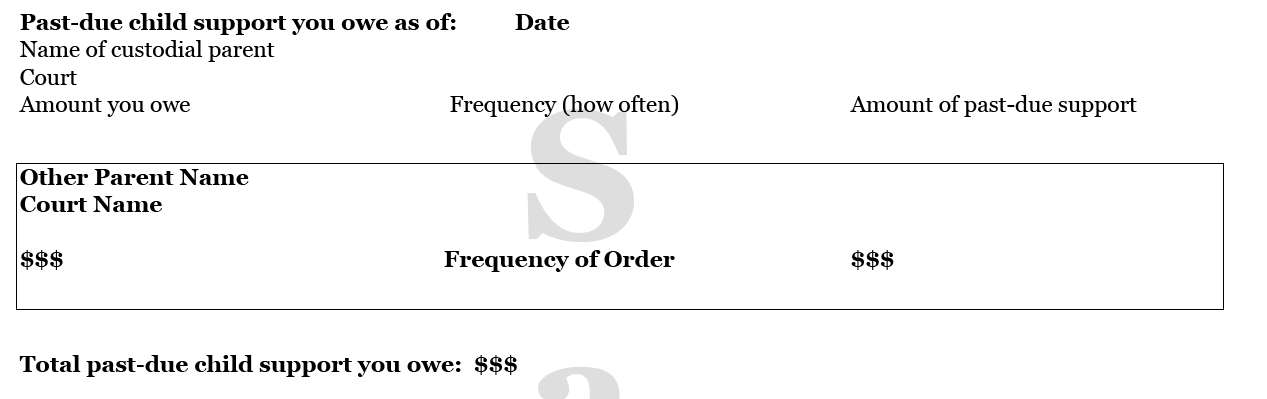 Past-due child support you owe as of: Date
Name of custodial parent
Court
Amount you owe Frequency (how often) Amount of past-due support
Other Parent Name
Court Name
$$$ Frequency of Order $$$
Total past-due child support you owe: $$$
S
a